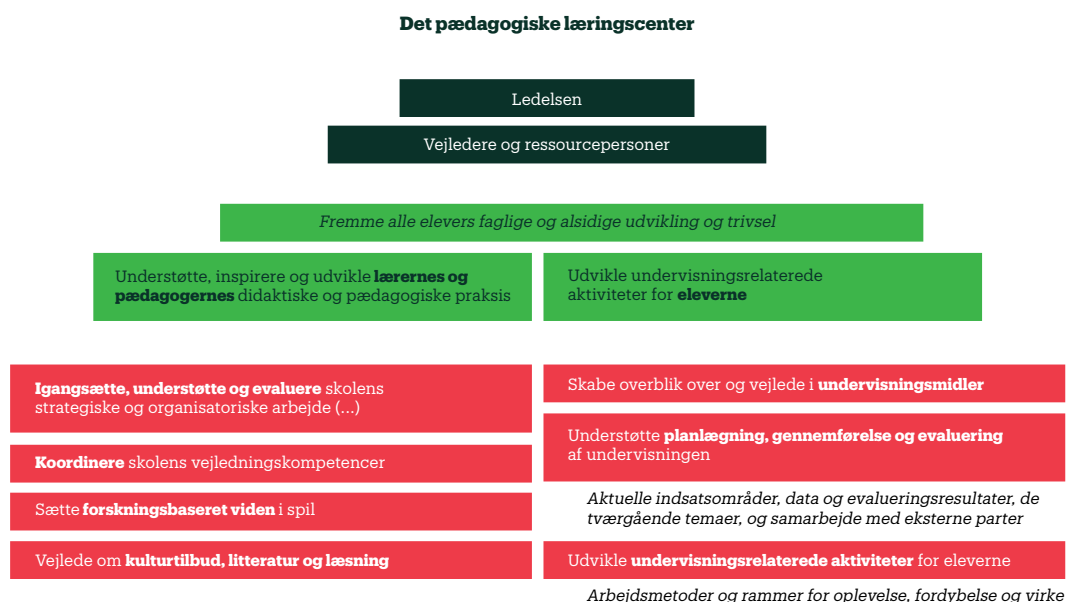 Det pædagogiske læringscenter
Ledelsen
Vejledere og ressourcepersoner
Fremme alle elevers faglige og alsidige udvikling og trivsel
Understøtte, inspirere og udvikle lærernes og
pædagogernes didaktiske og pædagogiske praksis
Udvikle undervisningsrelaterede
aktiviteter for eleverne
Igangsætte, understøtte og evaluere skolens
strategiske og organisatoriske arbejde (...)
Koordinere skolens vejledningskompetencer
Sætte forskningsbaseret viden i spil
Vejlede om kulturtilbud, litteratur og læsning
Skabe overblik over og vejlede i undervisningsmidler
Understøtte planlægning, gennemførelse og evaluering
af undervisningen
Aktuelle indsatsområder, data og evalueringsresultater, de
tværgående temaer, og samarbejde med eksterne parter
Udvikle undervisningsrelaterede aktiviteter for eleverne
Arbejdsmetoder og rammer for oplevelse, fordybelse og virke